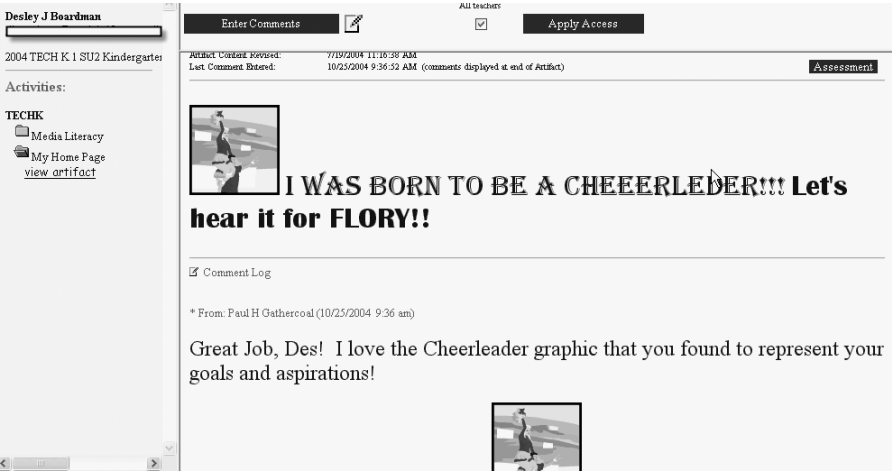 Desley J Boardman
2004 TECH K 1 SU2 Kindergarten
Activities:
TECHK
Media Literacy
My Home Page
view artifact
All teachers
Enter Comments
Apply Access
Artifact Content Revised: 7/19/2004 11:16:38 AM
Last Comment Entered: 10/25/2004 9:36:52 AM (comments displayed at end of Artifact)
Assessment
I WAS BORN TO BE A CHEEERLEDER!!! Let's
hear it for FLORY!!
Comment Log
* From: Paul H Gathercoal (10/25/2004 9:36 am)
Great Job, Des! I love the Cheerleader graphic that you found to represent your
goals and aspirations!